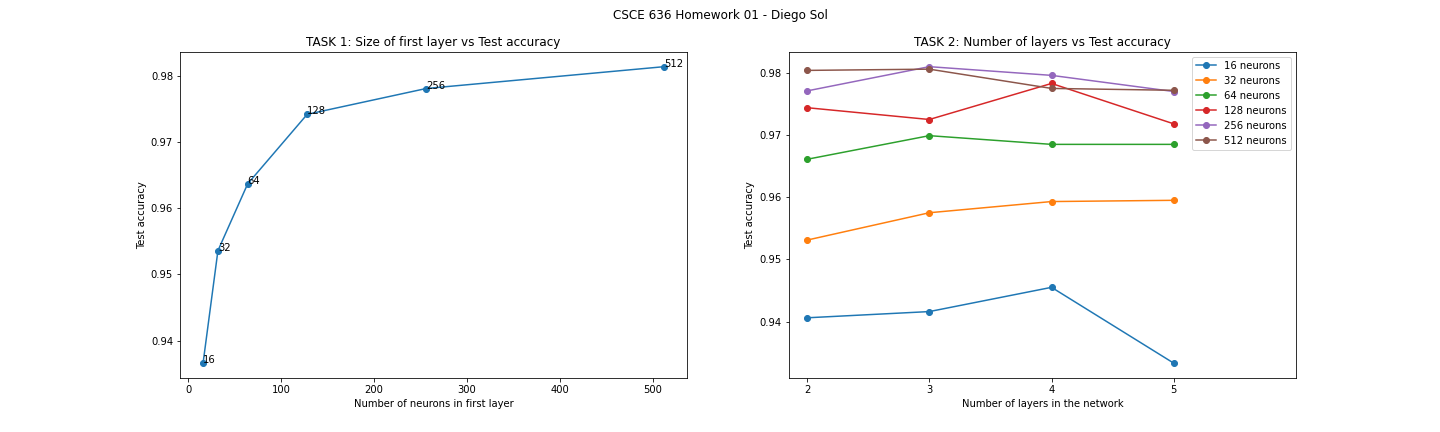 CSCE 636 Homework 01 - Diego Sol
TASK 1: Size of first layer vs Test accuracy
0.98
0.97
0.96
0.95
0.94
Test accuracy
16
32
64
128
256
512
0
100
200
300
400
500
Number of neurons in first layer
TASK 2: Number of layers vs Test accuracy
0.98
0.97
0.96
0.95
0.94
Test accuracy
16 neurons
32 neurons
64 neurons
128 neurons
256 neurons
512 neurons
2
3
4
5
Number of layers in the network